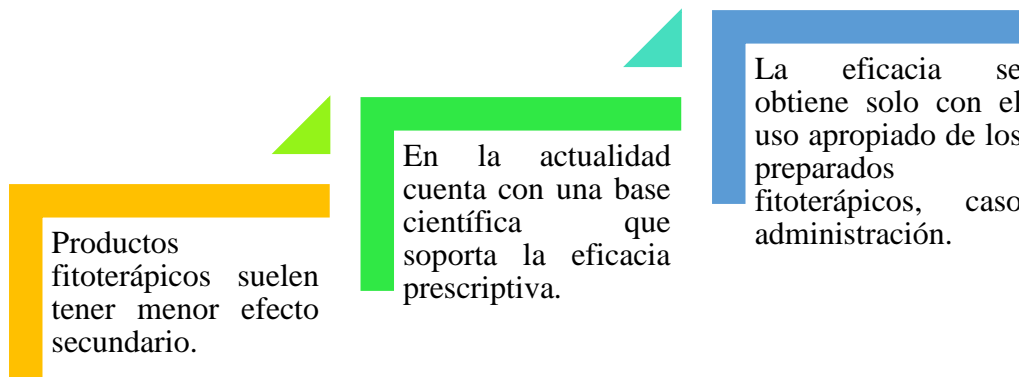 Productos
fitoterápicos suelen
tener menor efecto
secundario.
En la actualidad
cuenta con una base
científica que
soporta la eficacia
prescriptiva.
La eficacia se
obtiene solo con el
uso apropiado de los
preparados
fitoterápicos, caso
administración.